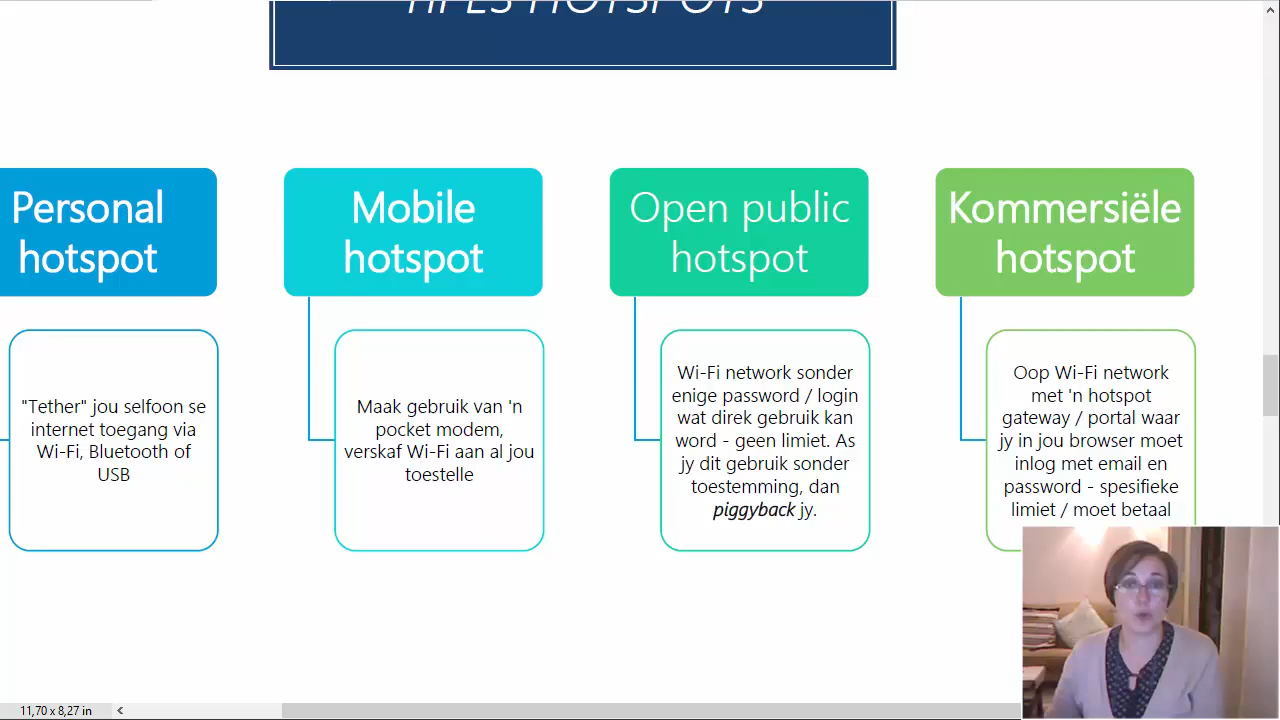 TIPES HOTSPOTS
Personal
hotspot
Mobile
hotspot
Open public
hotspot
Kommersiële
hotspot
"Tether" jou selfoon se
internet toegang via
Wi-Fi, Bluetooth of
USB
Maak gebruik van 'n
pocket modem,
verskaf Wi-Fi aan al jou
toestelle
Wi-Fi network sonder
enige password / login
wat direk gebruik kan
word - geen limiet. As
jy dit gebruik sonder
toestemming, dan
piggyback jy.
Oop Wi-Fi network
met 'n hotspot
gateway / portal waar
jy in jou browser moet
inlog met email en
password - spesifieke
limiet / moet betaal
11,70 x 8,27 in